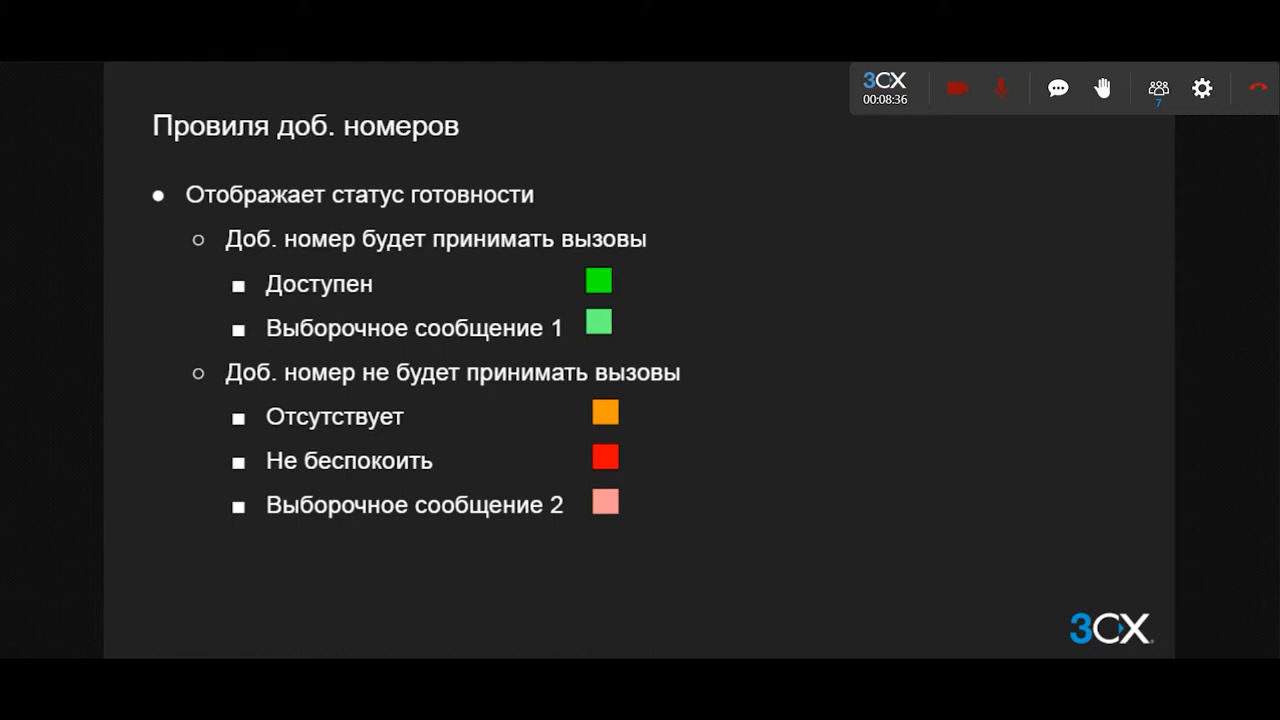 3CX
00:08:36
7
Провиля доб. номеров
Отображает статус готовности
Доб. номер будет принимать вызовы
Доступен
Выборочное сообщение 1
Доб. номер не будет принимать вызовы
Отсутствует
Не беспокоить
Выборочное сообщение 2
3CX